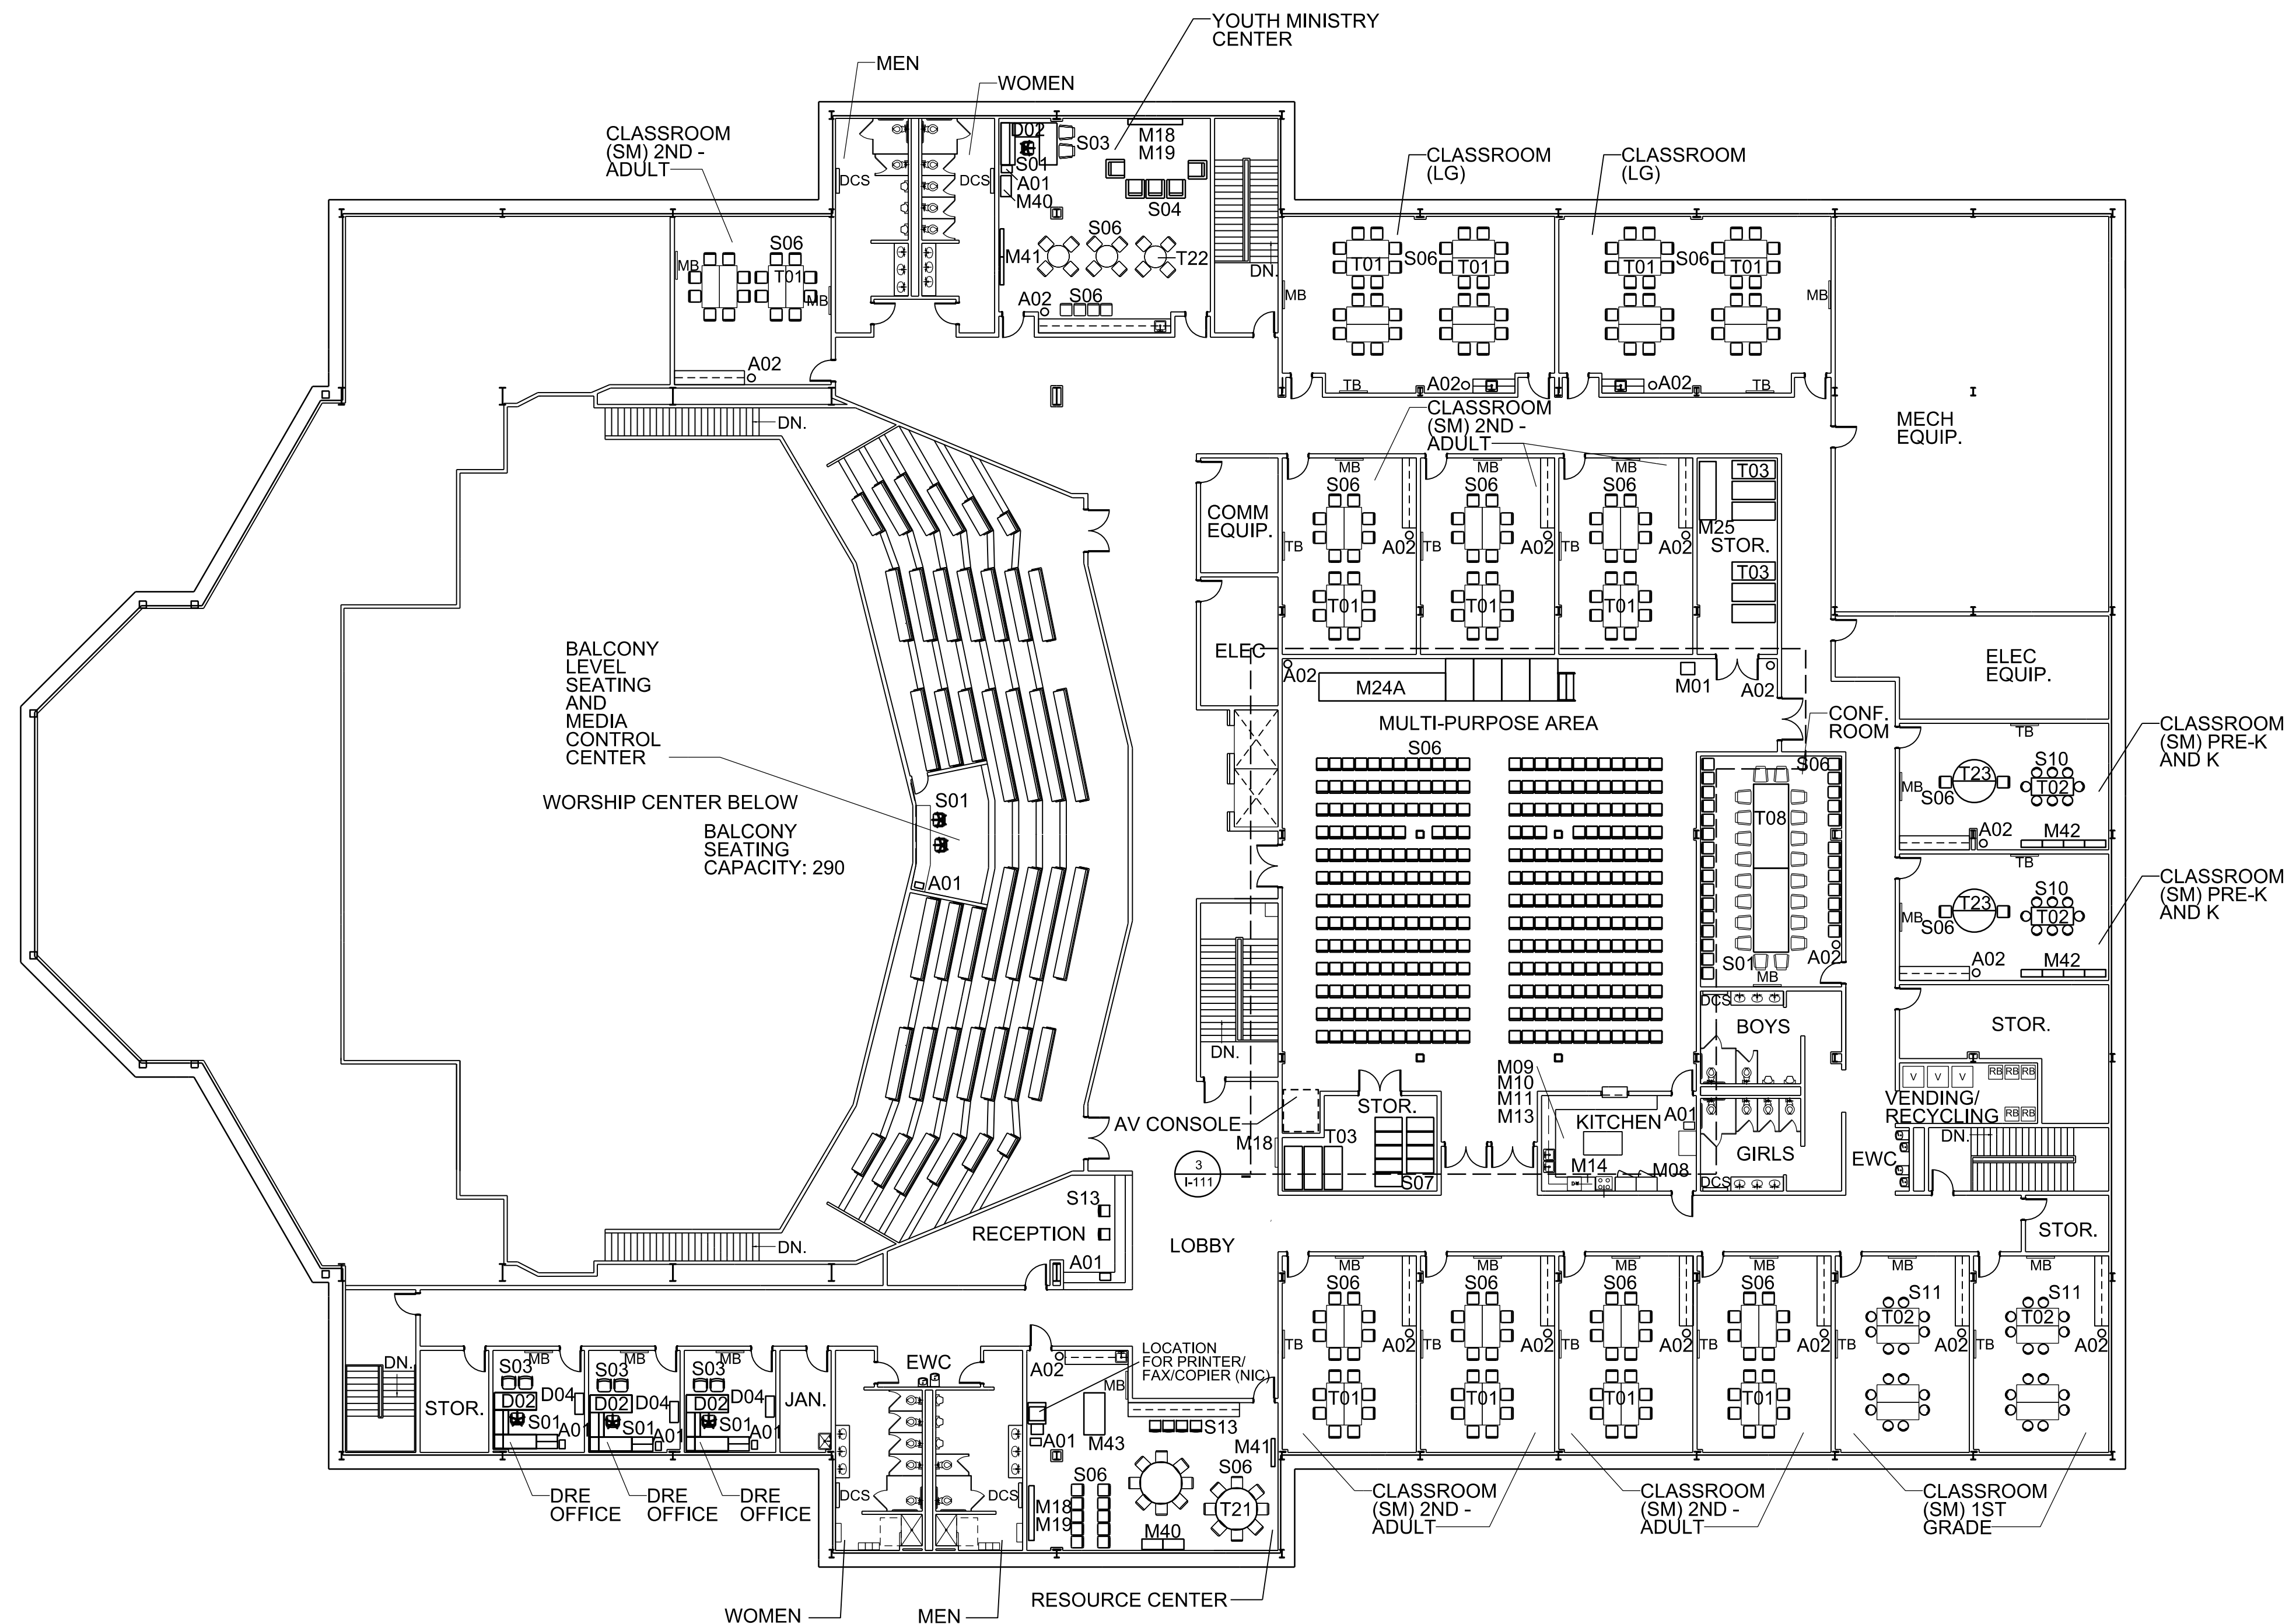 YOUTH MINISTRY
CENTER
MEN
WOMEN
CLASSROOM
(SM) 2ND -
ADULT
CLASSROOM
(LG)
CLASSROOM
(LG)
D02
S03
S01
A01
M40
M18
M19
S04
DCS
DCS
S06
M41
T22
A02
S06
DN.
S06
T01
MB
MB
A02
T01
S06
T01
MB
TB
A02
T01
S06
T01
MB
A02
TB
MECH
EQUIP.
DN.
CLASSROOM
(SM) 2ND -
ADULT
COMM
EQUIP.
MB
S06
TB
A02
T01
MB
S06
TB
A02
T01
MB
S06
TB
A02
T01
T03
M25
STOR.
T03
ELEC
ELEC
EQUIP.
BALCONY
LEVEL
SEATING
AND
MEDIA
CONTROL
CENTER
WORSHIP CENTER BELOW
BALCONY
SEATING
CAPACITY: 290
S01
A01
A02
M24A
M01
A02
MULTI-PURPOSE AREA
S06
CONF.
ROOM
S06
T08
S01
A02
MB
CLASSROOM
(SM) PRE-K
AND K
TB
S10
T23
T02
MB
S06
A02
M42
CLASSROOM
(SM) PRE-K
AND K
TB
S10
T23
T02
MB
S06
A02
M42
DCS
BOYS
STOR.
DN.
V
V
V
RB
RB
RB
RB
RB
VENDING/
RECYCLING
M09
M10
M11
M13
STOR.
KITCHEN
A01
AV CONSOLE
M18
T03
S07
M14
M08
DW
GIRLS
DCS
EWC
DN.
3
I-111
S13
RECEPTION
A01
LOBBY
STOR.
DN.
MB
S06
TB
A02
T01
MB
S06
TB
A02
T01
MB
S06
TB
A02
T01
MB
S06
TB
A02
T01
MB
S11
T02
TB
A02
MB
S11
T02
TB
A02
DN.
STOR.
S03
MB
D02
D04
S01
A01
S03
MB
D02
D04
S01
A01
S03
MB
D02
D04
S01
A01
JAN.
EWC
A02
LOCATION
FOR PRINTER/
FAX/COPIER (NIC)
MB
A01
M43
S13
M41
S06
S06
T21
M18
M19
M40
DCS
DCS
DRE
OFFICE
DRE
OFFICE
DRE
OFFICE
CLASSROOM
(SM) 2ND -
ADULT
CLASSROOM
(SM) 2ND -
ADULT
CLASSROOM
(SM) 1ST
GRADE
RESOURCE CENTER
WOMEN
MEN